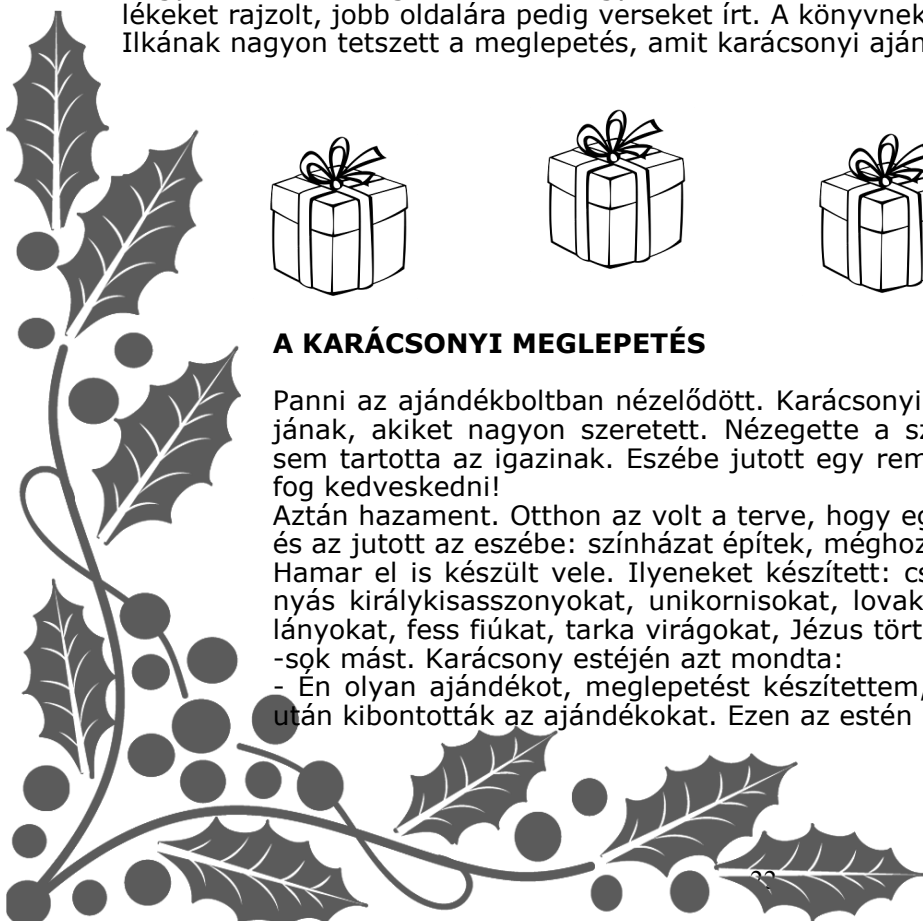 lékeket rajzolt, jobb oldalára pedig verseket írt. A könyvnek
Ilkának nagyon tetszett a meglepetés, amit karácsonyi aján
A KARÁCSONYI MEGLEPETÉS
Panni az ajándékboltban nézelődött. Karácsonyi
jának, akiket nagyon szeretett. Nézegette a sz
sem tartotta az igazinak. Eszébe jutott egy rem
fog kedveskedni!
Aztán hazament. Otthon az volt a terve, hogy eg
és az jutott az eszébe: színházat építek, méghoz
Hamar el is készült vele. Ilyeneket készített: cs
nyás királykisasszonyokat, unikornisokat, lovak
lányokat, fess fiúkat, tarka virágokat, Jézus tört
-sok mást. Karácsony estéjén azt mondta:
- Én olyan ajándékot, meglepetést készítettem,
után kibontották az ajándékokat. Ezen az estén